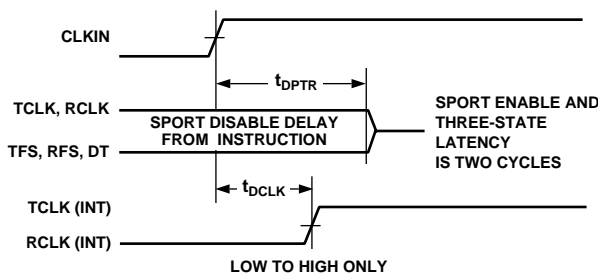 CLKIN
tDPTR
TCLK, RCLK
SPORT DISABLE DELAY
FROM INSTRUCTION
TFS, RFS, DT
SPORT ENABLE AND
THREE-STATE
LATENCY
IS TWO CYCLES
tDCLK
TCLK (INT)
RCLK (INT)
LOW TO HIGH ONLY